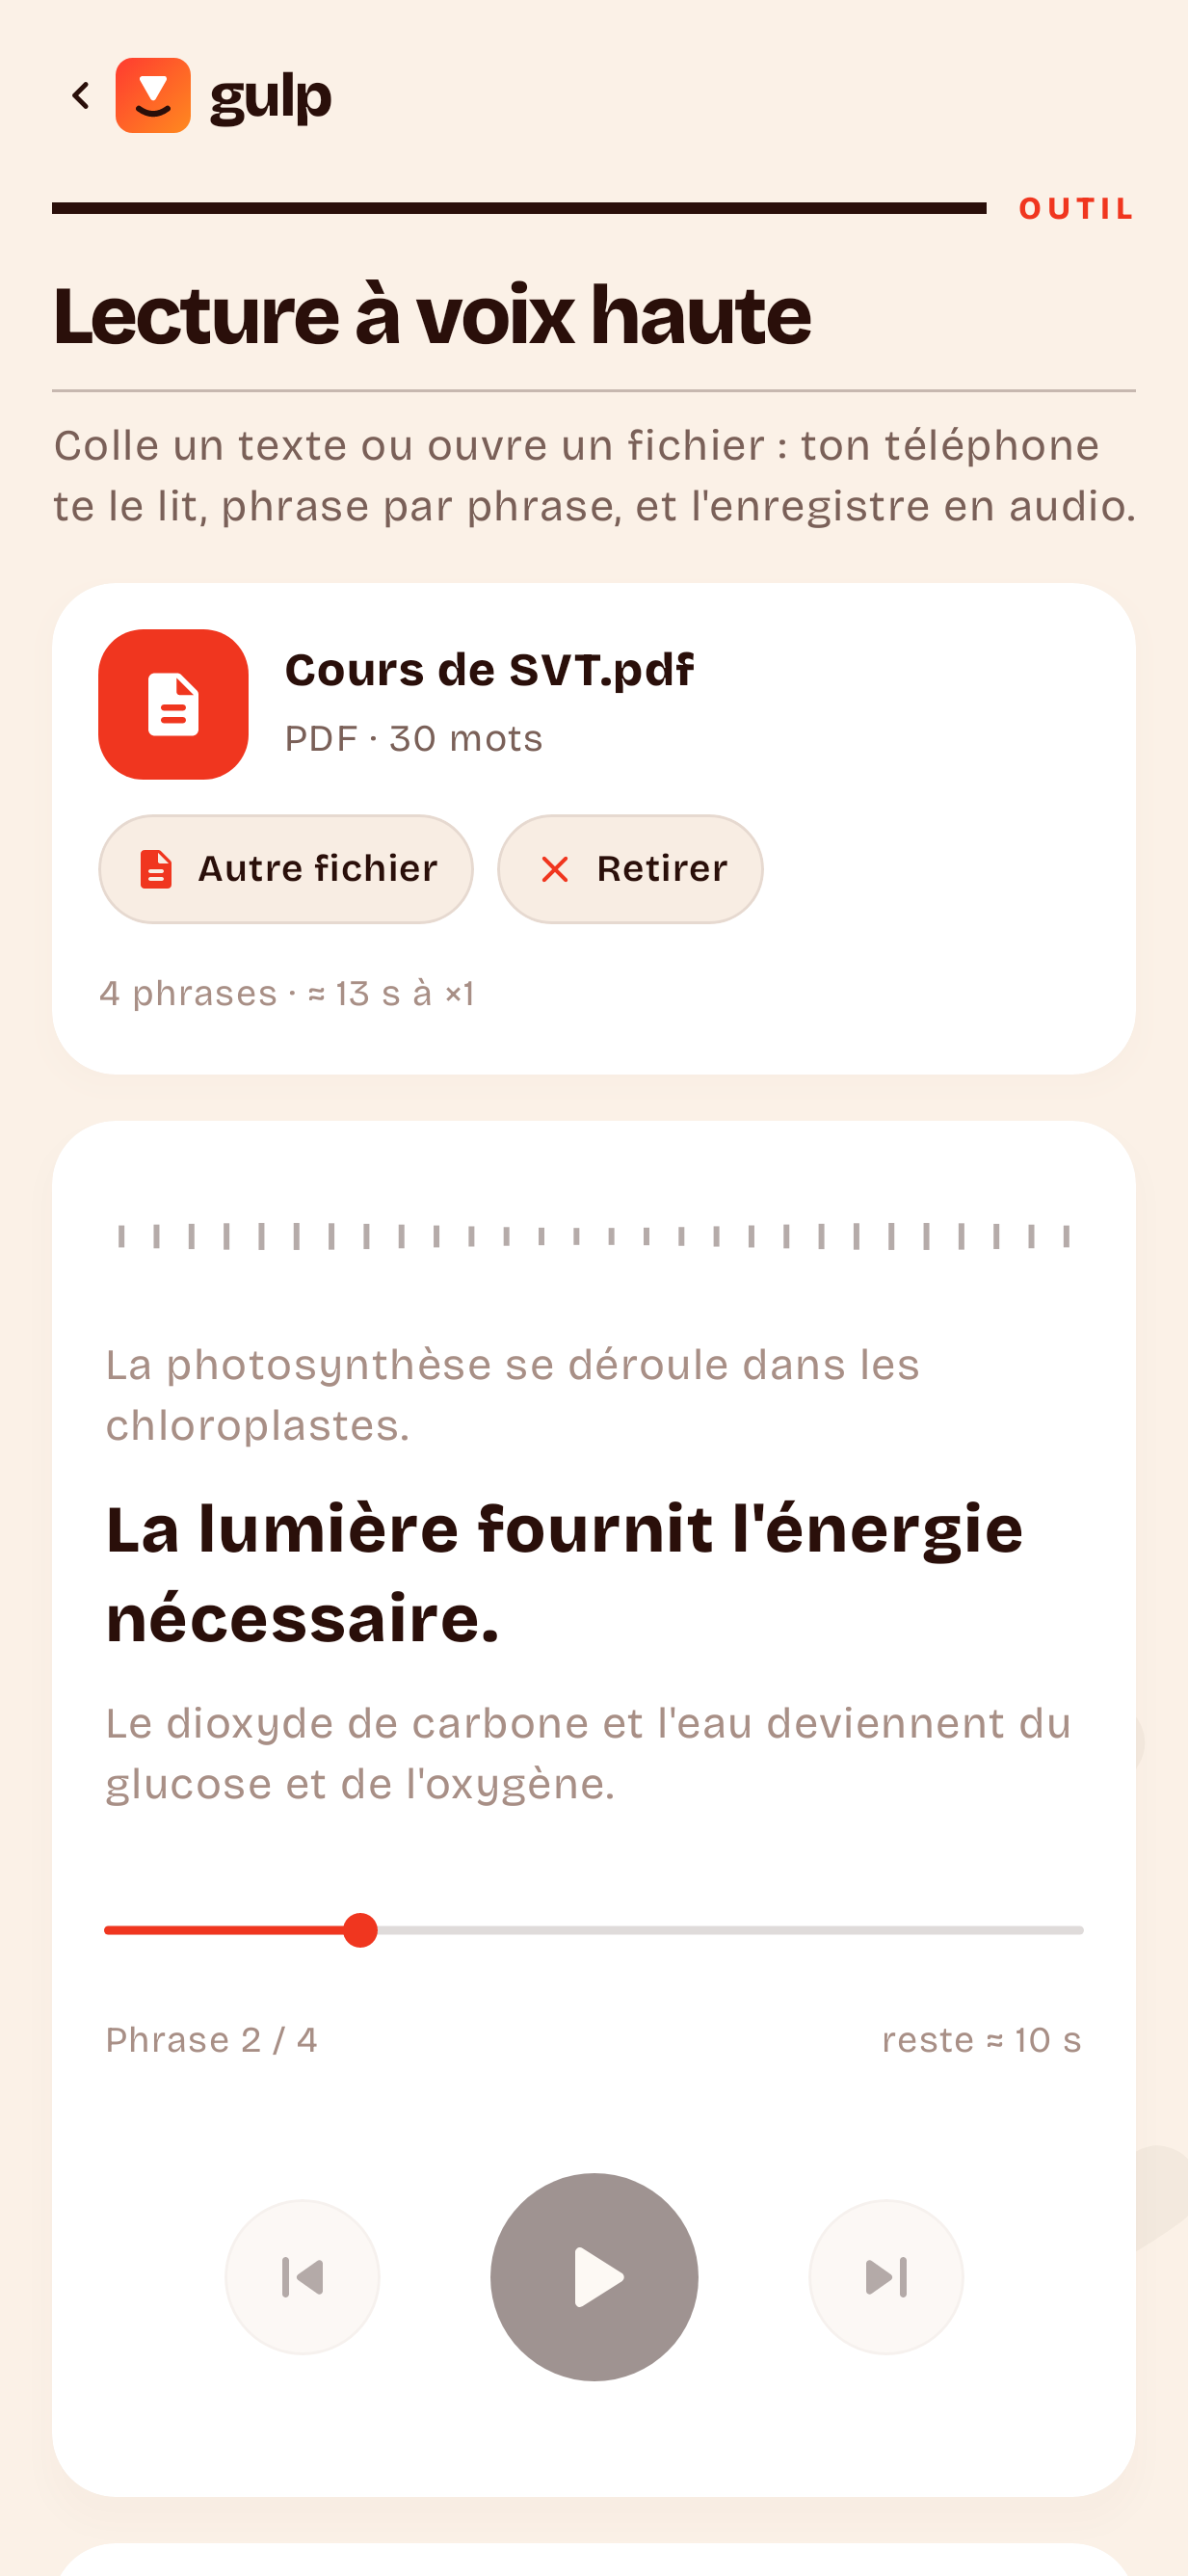 gulp
OUTIL
Lecture à voix haute
Colle un texte ou ouvre un fichier : ton téléphone
te le lit, phrase par phrase, et l'enregistre en audio.
Cours de SVT.pdf
PDF · 30 mots
Autre fichier
Retirer
4 phrases · ≈ 13 s à ×1
La photosynthèse se déroule dans les
chloroplastes.
La lumière fournit l'énergie
nécessaire.
Le dioxyde de carbone et l'eau deviennent du
glucose et de l'oxygène.
Phrase 2 / 4
reste ≈ 10 s